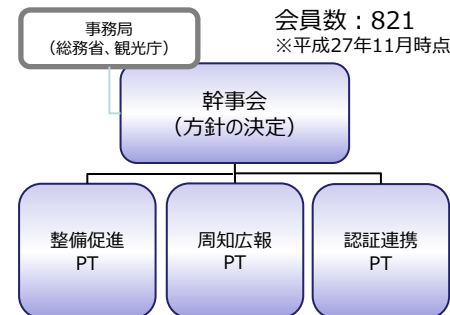 事務局
（総務省、観光庁）
会員数：821
※平成27年11月時点
幹事会
（方針の決定）
整備促進
PT
周知広報
PT
認証連携
PT